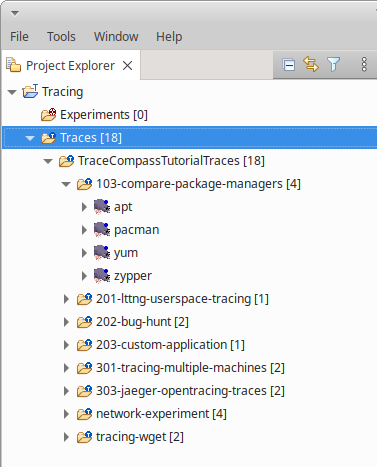 File Tools Window Help
Project Explorer
Tracing
Experiments [0]
Traces [18]
TraceCompassTutorialTraces [18]
103-compare-package-managers [4]
apt
pacman
yum
zypper
201-lttng-userspace-tracing [1]
202-bug-hunt [2]
203-custom-application [1]
301-tracing-multiple-machines [2]
303-jaeger-opentracing-traces [2]
network-experiment [4]
tracing-wget [2]